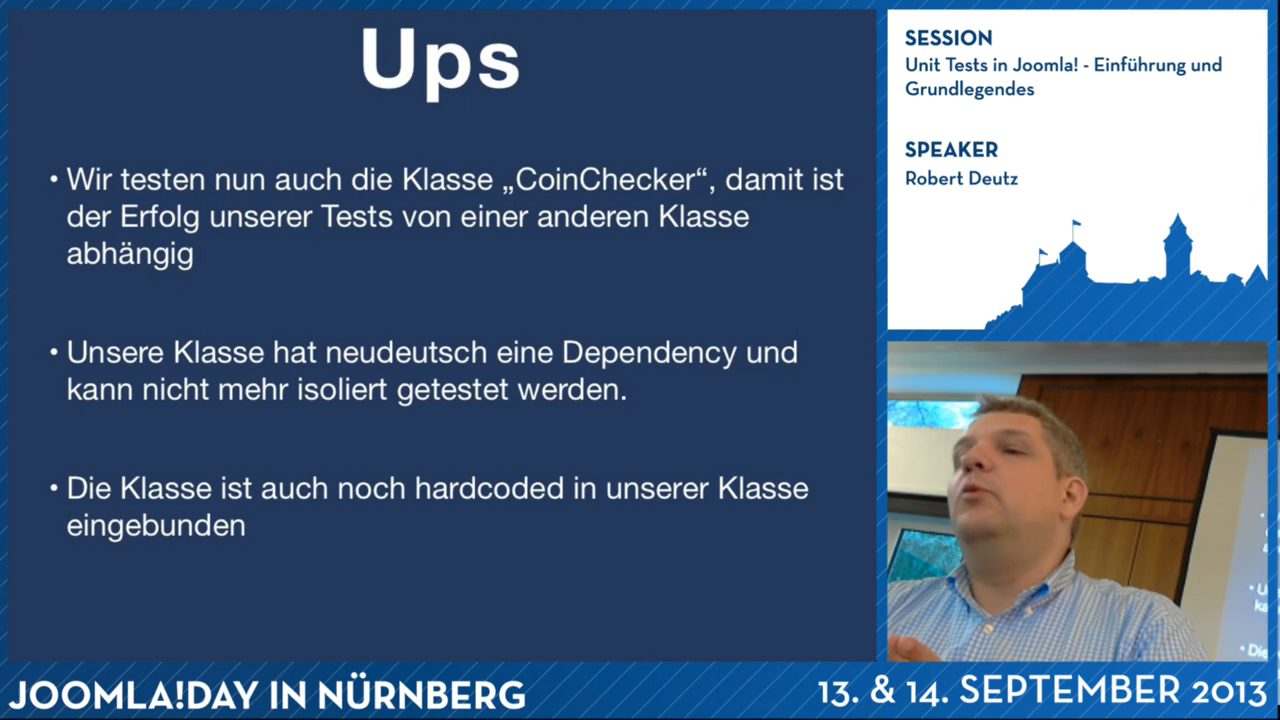 Ups
• Wir testen nun auch die Klasse „CoinChecker“, damit ist
der Erfolg unserer Tests von einer anderen Klasse
abhängig
• Unsere Klasse hat neudeutsch eine Dependency und
kann nicht mehr isoliert getestet werden.
• Die Klasse ist auch noch hardcoded in unserer Klasse
eingebunden
SESSION
Unit Tests in Joomla! - Einführung und
Grundlegendes
SPEAKER
Robert Deutz
JOOMLA!DAY IN NÜRNBERG
13. & 14. SEPTEMBER 2013